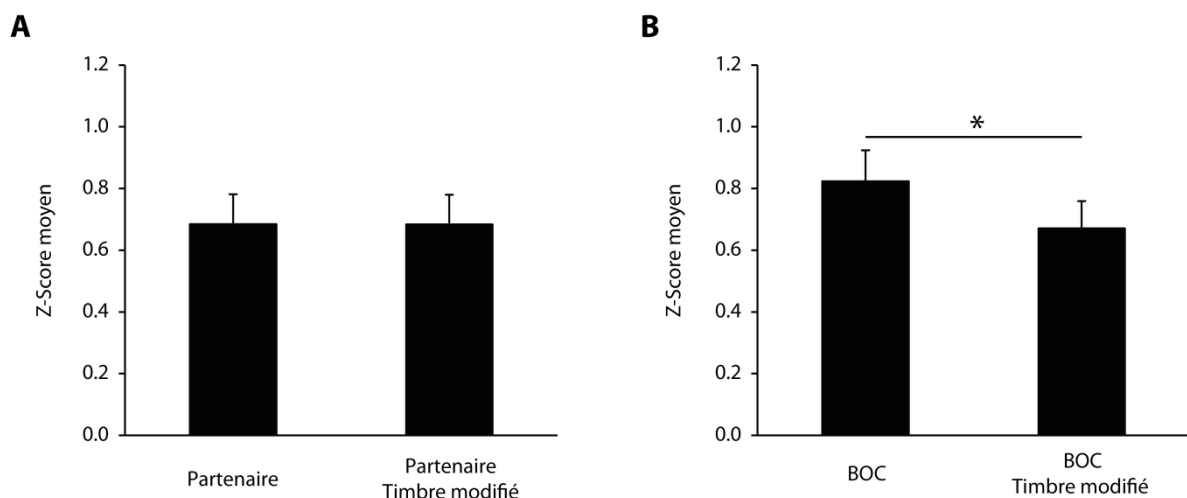 A
1.2
1.0
0.8
0.6
0.4
0.2
0.0
Z-Score moyen
Partenaire
Partenaire
Timbre modifié
B
1.2
1.0
0.8
0.6
0.4
0.2
0.0
Z-Score moyen
*
BOC
BOC
Timbre modifié